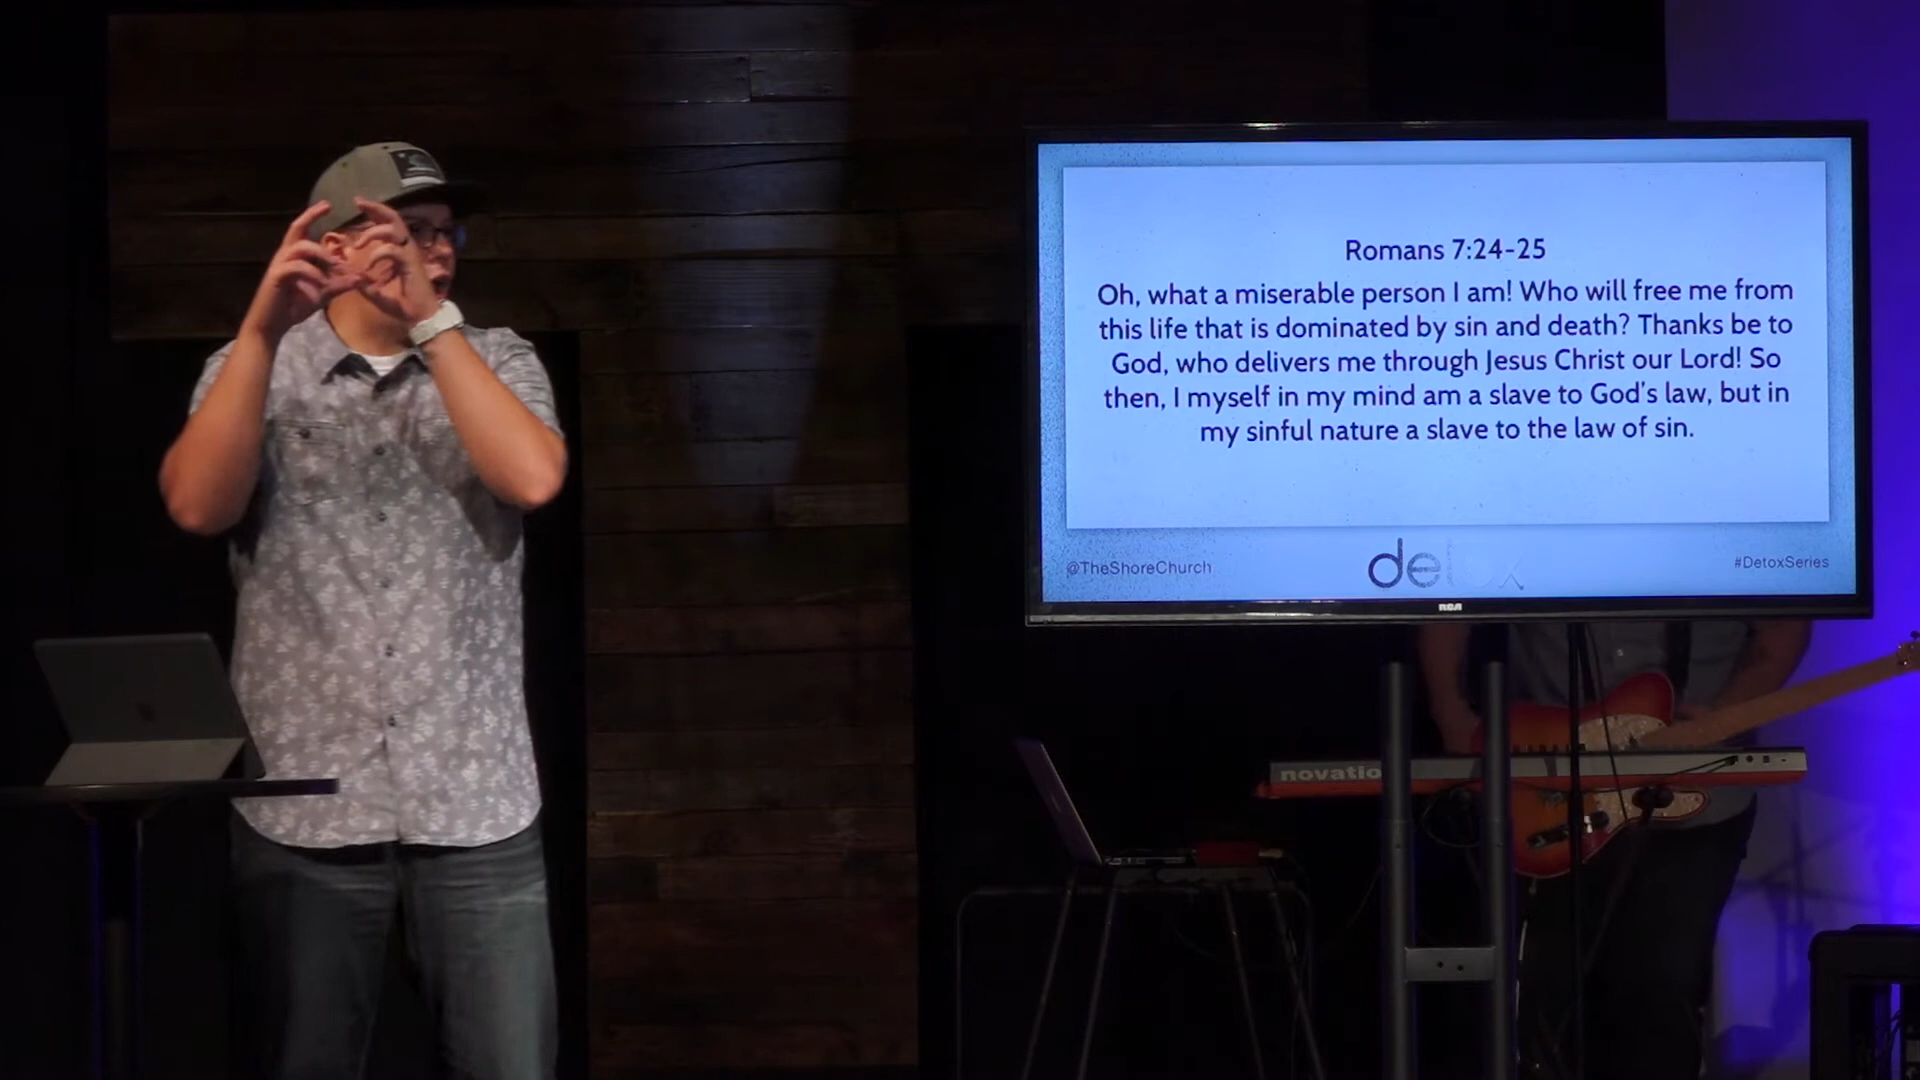 Romans 7:24-25
Oh, what a miserable person I am! Who will free me from
this life that is dominated by sin and death? Thanks be to
God, who delivers me through Jesus Christ our Lord! So
then, I myself in my mind am a slave to God's law, but in
my sinful nature a slave to the law of sin.
@TheShoreChurch
detox
#DetoxSeries
RCA
novatio